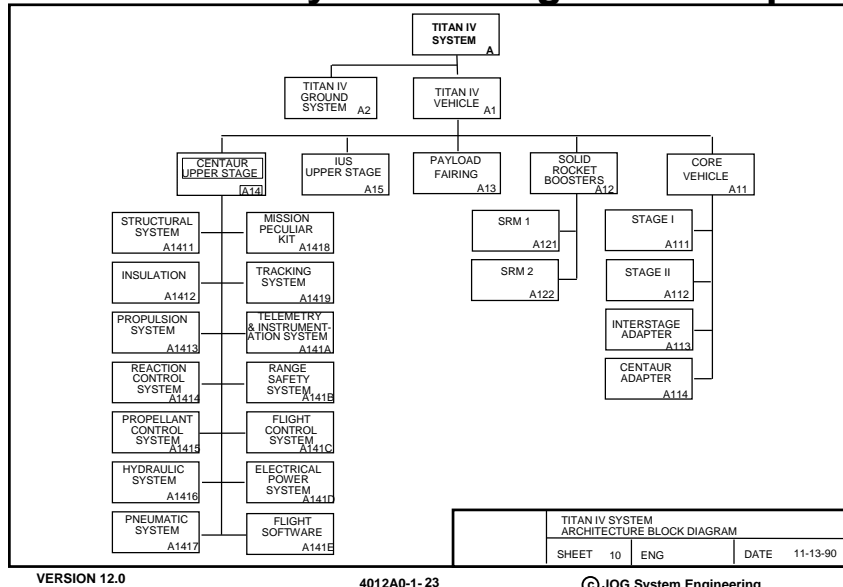 TITAN IV
SYSTEM
A
TITAN IV
GROUND
SYSTEM A2
TITAN IV
VEHICLE A1
CENTAUR
UPPER STAGE
A14
IUS
UPPER STAGE
A15
PAYLOAD
FAIRING
A13
SOLID
ROCKET
BOOSTERS
A12
CORE
VEHICLE
A11
STRUCTURAL
SYSTEM
A1411
MISSION
PECULIAR
KIT
A1418
INSULATION
A1412
TRACKING
SYSTEM
A1419
PROPULSION
SYSTEM
A1413
TELEMETRY
& INSTRUMENT-
ATION SYSTEM
A141A
REACTION
CONTROL
SYSTEM
A1414
RANGE
SAFETY
SYSTEM
A141B
PROPELLANT
CONTROL
SYSTEM
A1415
FLIGHT
CONTROL
SYSTEM
A141C
HYDRAULIC
SYSTEM
A1416
ELECTRICAL
POWER
SYSTEM
A141D
PNEUMATIC
SYSTEM
A1417
FLIGHT
SOFTWARE
A141E
SRM 1
A121
SRM 2
A122
STAGE I
A111
STAGE II
A112
INTERSTAGE
ADAPTER
A113
CENTAUR
ADAPTER
A114
TITAN IV SYSTEM
ARCHITECTURE BLOCK DIAGRAM
SHEET 10 ENG DATE 11-13-90
VERSION 12.0 4012A0-1-23 © JOG System Engineering